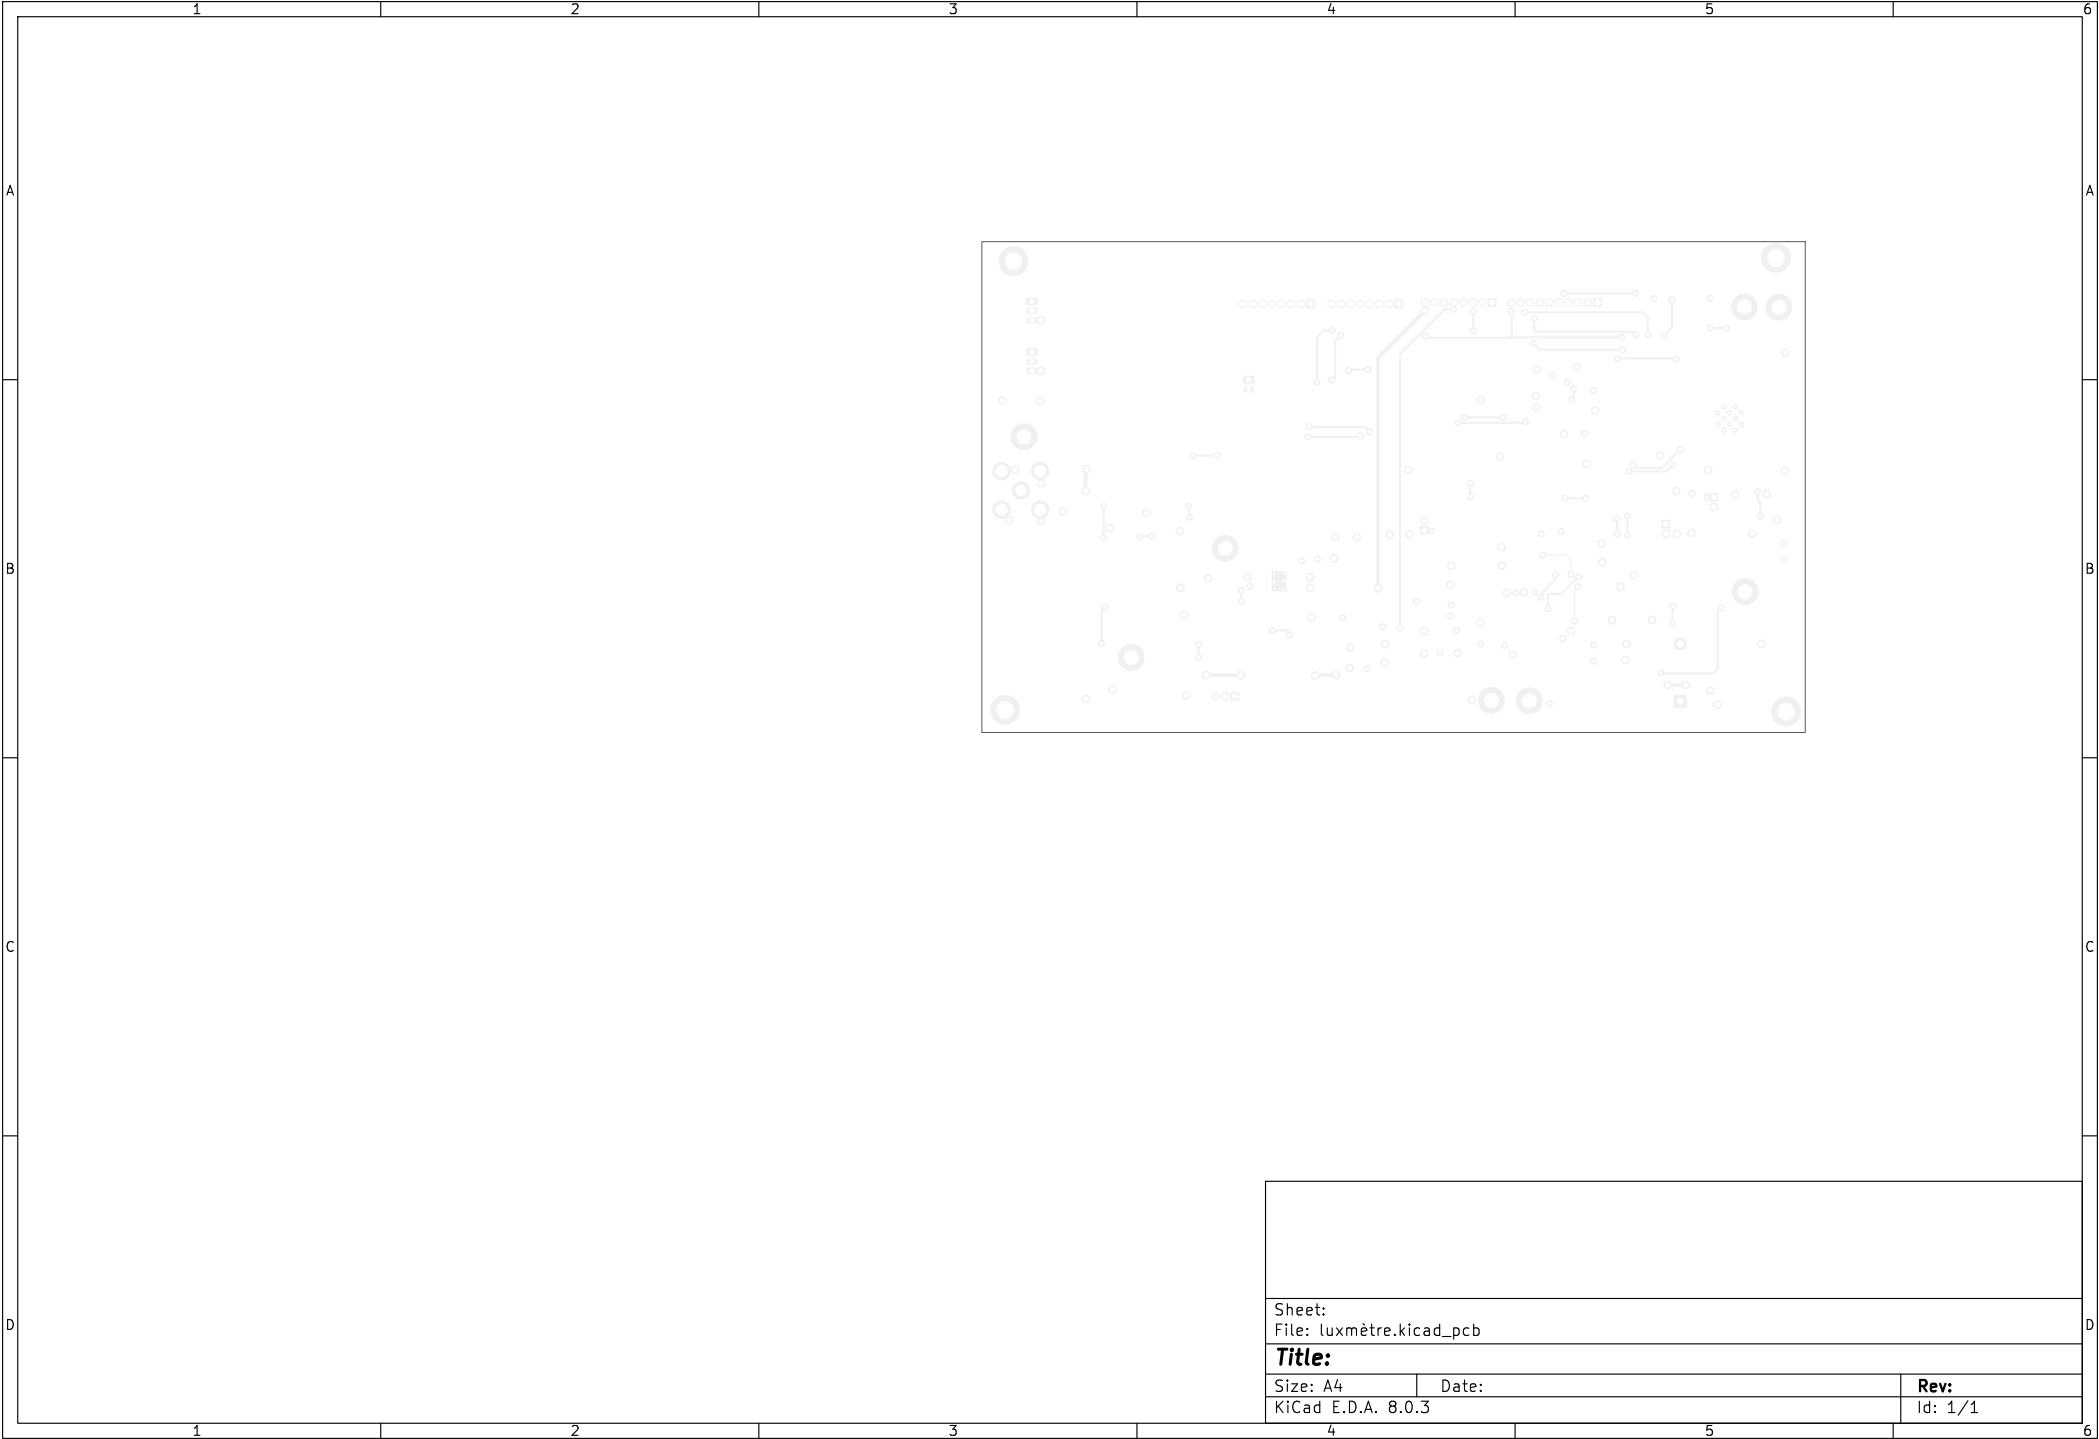 1 2 3 4 5 6
A A
B B
C C
Sheet:
File: luxmètre.kicad_pcb
D D
Title:
Size: A4 Date: Rev:
KiCad E.D.A. 8.0.3 Id: 1/1
1 2 3 4 5 6